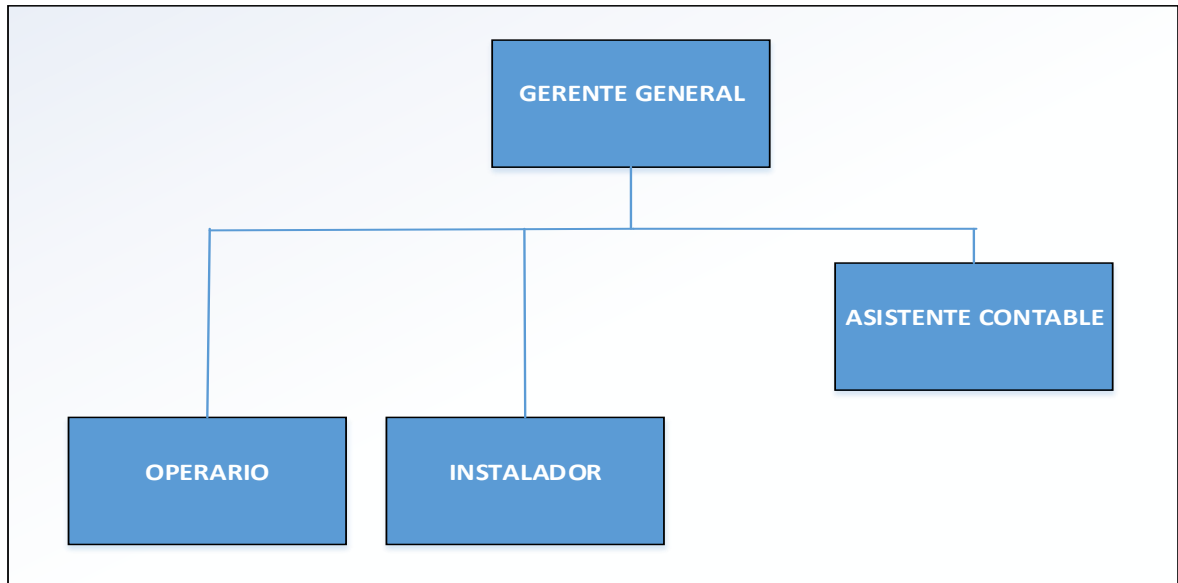 GERENTE GENERAL
ASISTENTE CONTABLE
OPERARIO
INSTALADOR